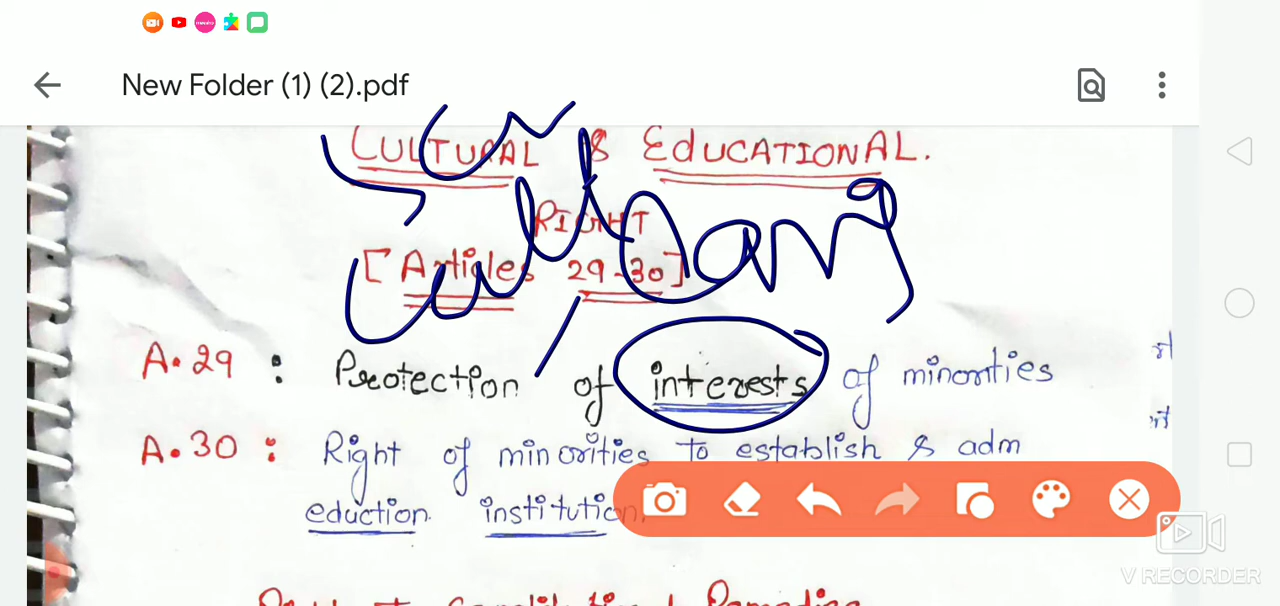 New Folder (1) (2).pdf
CULTURAL & EDUCATIONAL.
RIGHT
[Articles 29-30]
A.29 : Protection of interests of minorities
A.30 : Right of minorities to establish & adm
eduction institution.
V RECORDER